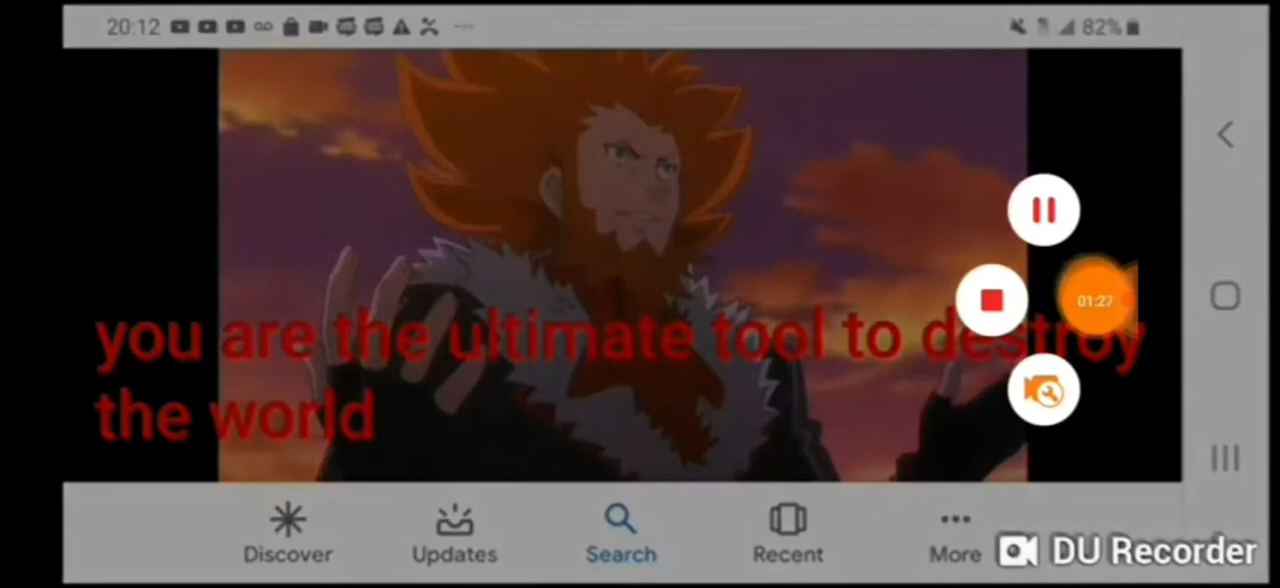 20:12
82%
01:27
you are the ultimate tool to destroy
the world
Discover
Updates
Search
Recent
More
DU Recorder